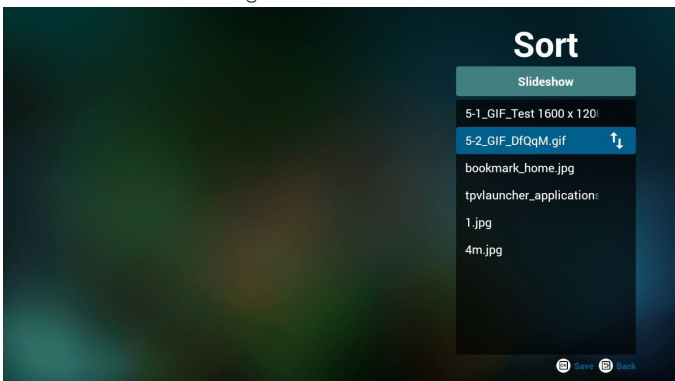 Sort
Slideshow
5-1_GIF_Test 1600 x 120
5-2_GIF_DfQqM.gif
bookmark_home.jpg
tpvlauncher_application
1.jpg
4m.jpg
Save Back